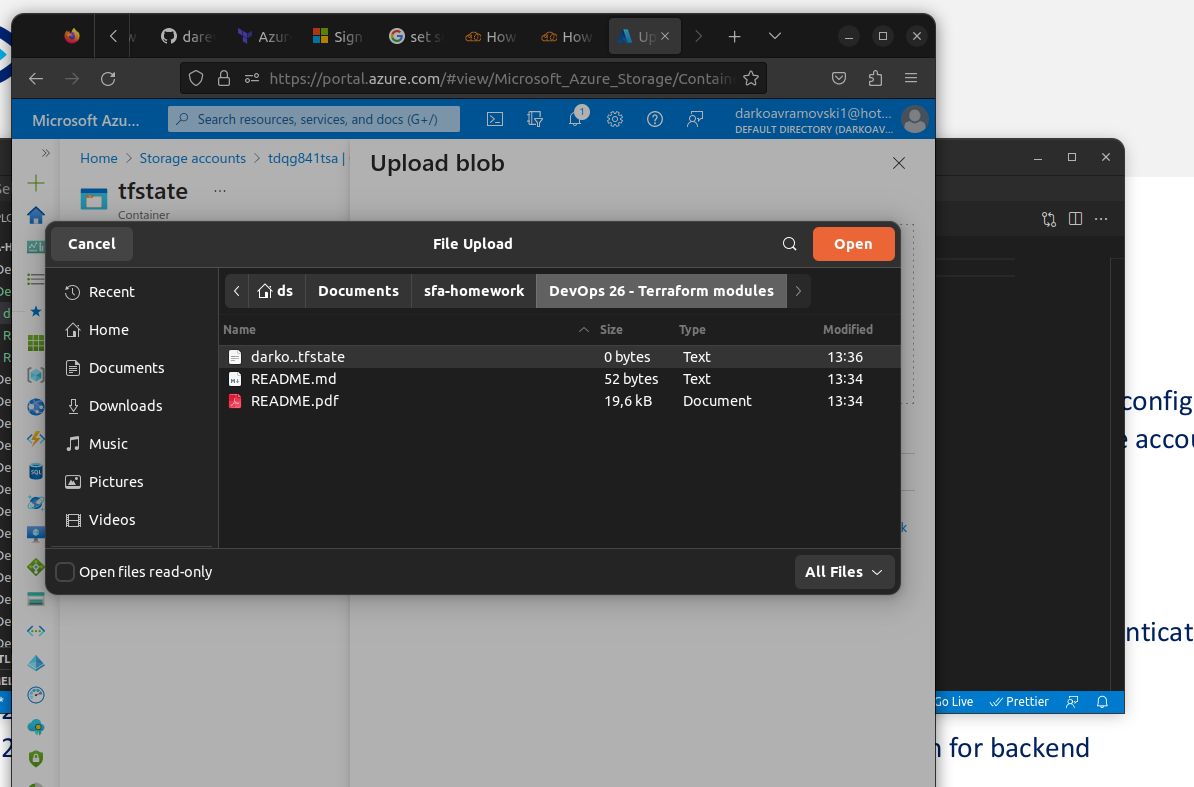 dare
Azur
Sign
set s
How
How
Up
https://portal.azure.com/#view/Microsoft_Azure_Storage/Contain
Microsoft Azu...
Search resources, services, and docs (G+/)
1
darkoavramovski1@hot...
DEFAULT DIRECTORY (DARKOAV...
Home > Storage accounts > tdqg841tsa |
Upload blob
tfstate ...
Container
Cancel
File Upload
Open
Recent
Home
Documents
Downloads
Music
Pictures
Videos
ds
Documents
sfa-homework
DevOps 26 - Terraform modules
Name Size Type Modified
darko..tfstate 0 bytes Text 13:36
README.md 52 bytes Text 13:34
README.pdf 19,6 kB Document 13:34
Open files read-only
All Files
config
e accou
nticat
Go Live Prettier
n for backend